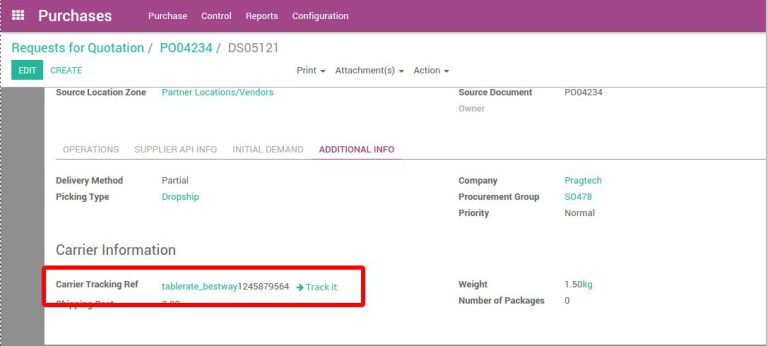 Purchases Purchase Control Reports Configuration
Requests for Quotation / PO04234 / DS05121
EDIT CREATE Print Attachment(s) Action
Source Location Zone Partner Locations/Vendors Source Document PO04234
Owner
OPERATIONS SUPPLIER API INFO INITIAL DEMAND ADDITIONAL INFO
Delivery Method Partial Company Pragtech
Picking Type Dropship Procurement Group SO478
Priority Normal
Carrier Information
Carrier Tracking Ref tablerate_bestway1245879564 Track it Weight 1.50kg
Number of Packages 0